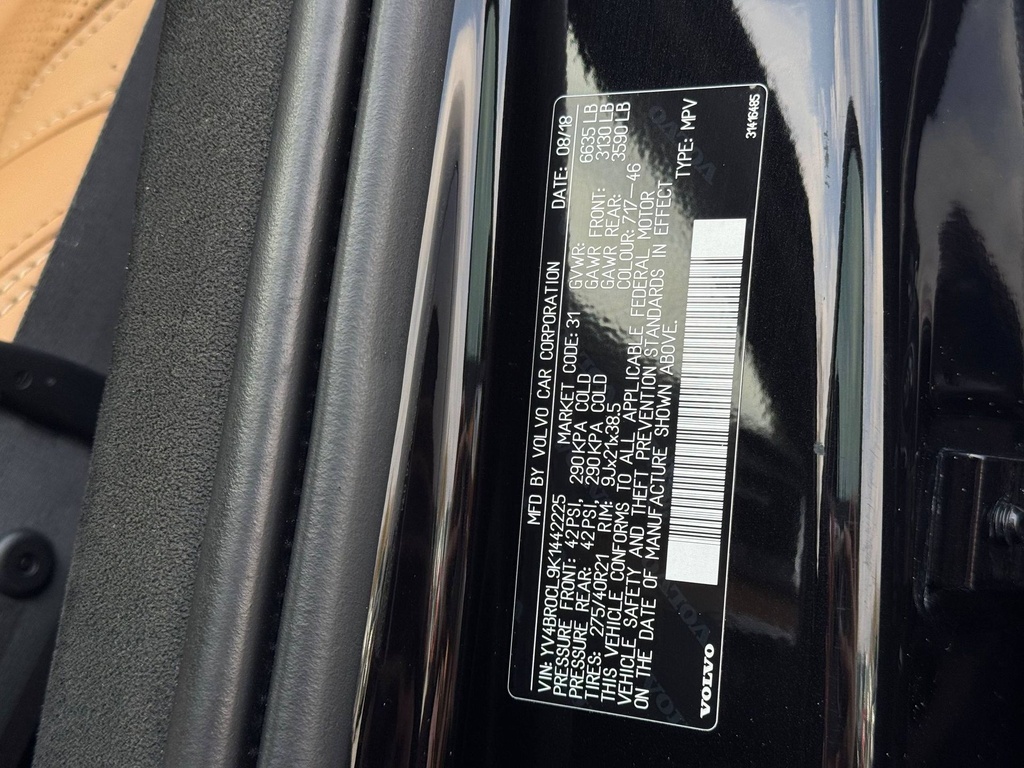 MFD BY VOLVO CAR CORPORATION DATE: 08/18
VIN: YV4BR0CL9K1442225 MARKET CODE: 31 GVWR: 6635 LB
PRESSURE FRONT: 42PSI, 290KPA COLD GAWR FRONT: 3130 LB
PRESSURE REAR: 42PSI, 290KPA COLD GAWR REAR: 3590 LB
TIRES: 275/40R21 RIM: 9Jx21x38.5 COLOUR: 717-46
THIS VEHICLE CONFORMS TO ALL APPLICABLE FEDERAL MOTOR
VEHICLE SAFETY AND THEFT PREVENTION STANDARDS IN EFFECT
ON THE DATE OF MANUFACTURE SHOWN ABOVE. TYPE: MPV
VOLVO 31416485